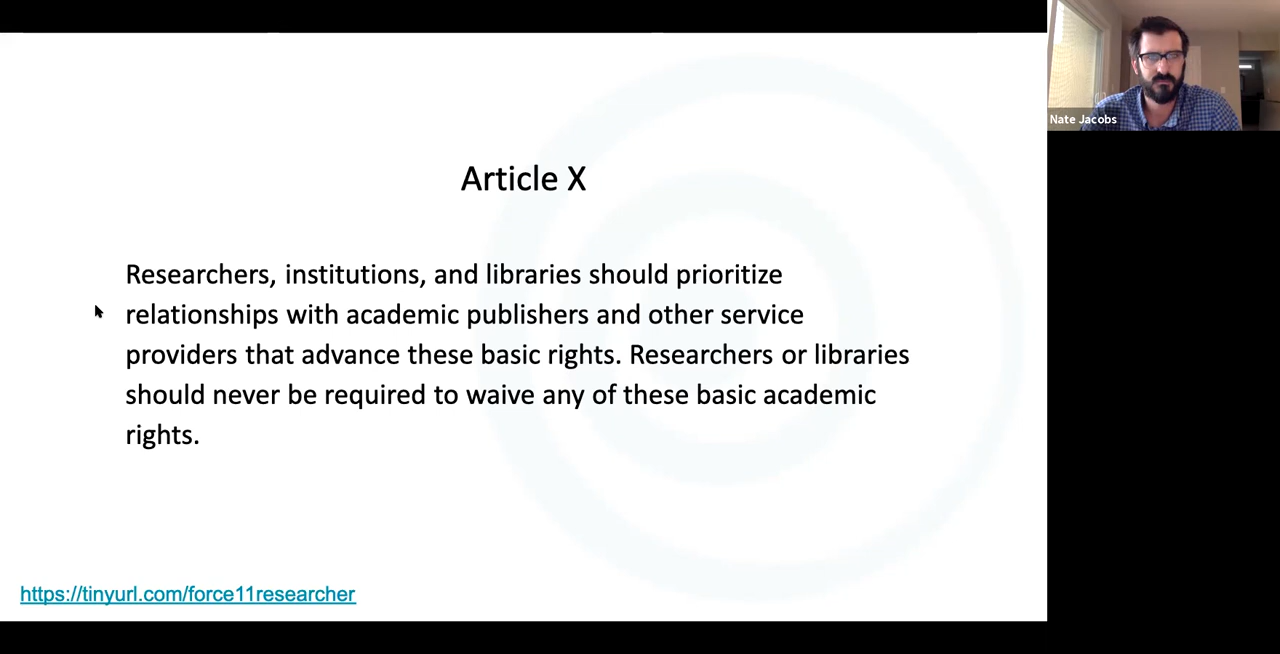 Article X
Researchers, institutions, and libraries should prioritize
relationships with academic publishers and other service
providers that advance these basic rights. Researchers or libraries
should never be required to waive any of these basic academic
rights.
https://tinyurl.com/force11researcher
Nate Jacobs